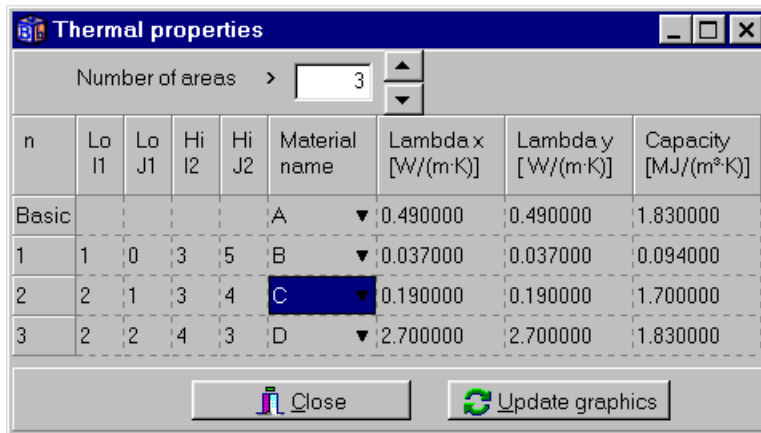 Thermal properties
Number of areas > 3
n Lo I1 Lo J1 Hi I2 Hi J2 Material name Lambda x [W/(m·K)] Lambda y [W/(m·K)] Capacity [MJ/(m³·K)]
Basic A 0.490000 0.490000 1.830000
1 1 0 3 5 B 0.037000 0.037000 0.094000
2 2 1 3 4 C 0.190000 0.190000 1.700000
3 2 2 4 3 D 2.700000 2.700000 1.830000
Close Update graphics